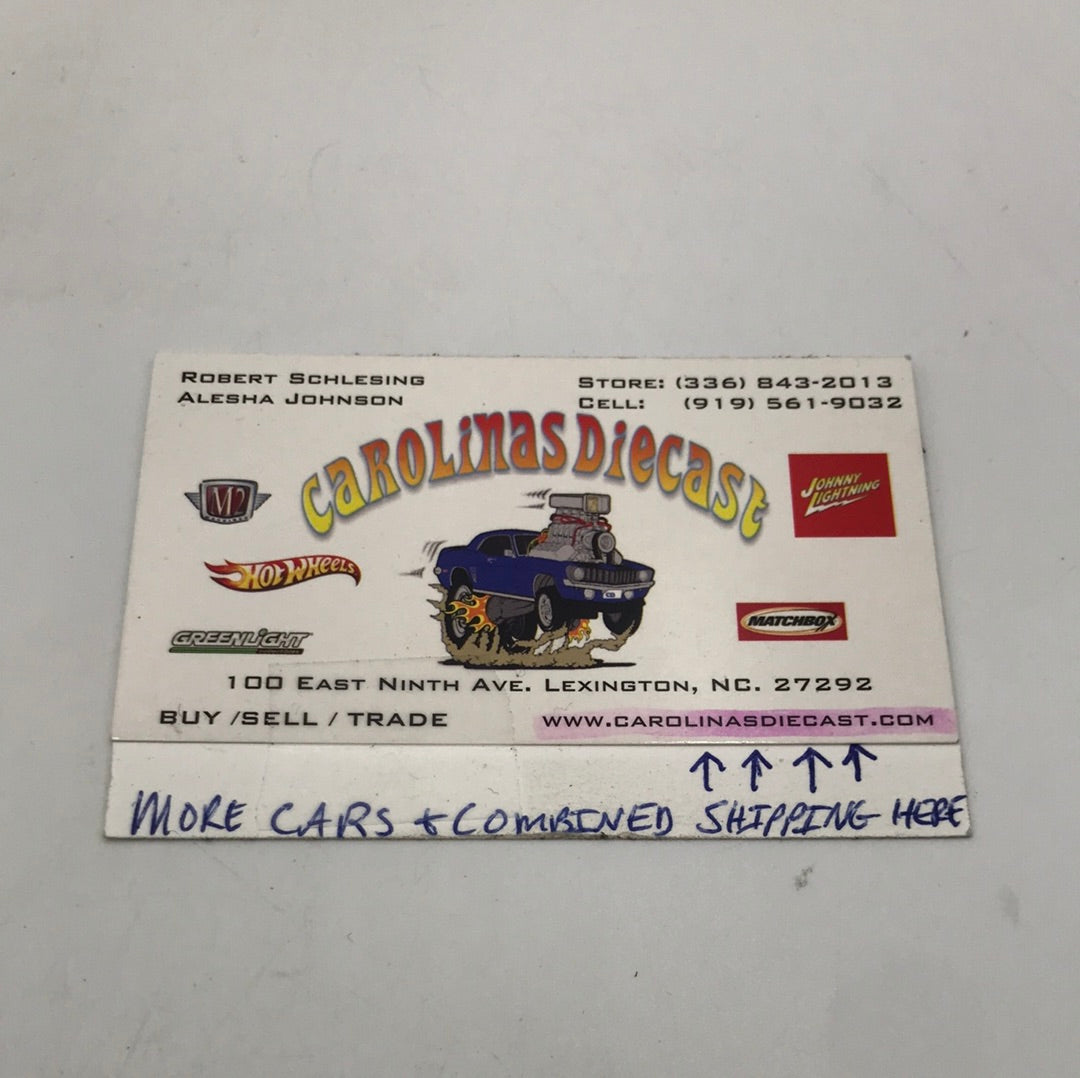 ROBERT SCHLESING
ALESHA JOHNSON
STORE: (336) 843-2013
CELL: (919) 561-9032
CAROLINAS DIECAST
M2
JOHNNY
LIGHTNING
HOT WHEELS
GREENLIGHT
MATCHBOX
100 EAST NINTH AVE. LEXINGTON, NC. 27292
BUY /SELL / TRADE
WWW.CAROLINASDIECAST.COM
MORE CARS + COMBINED SHIPPING HERE